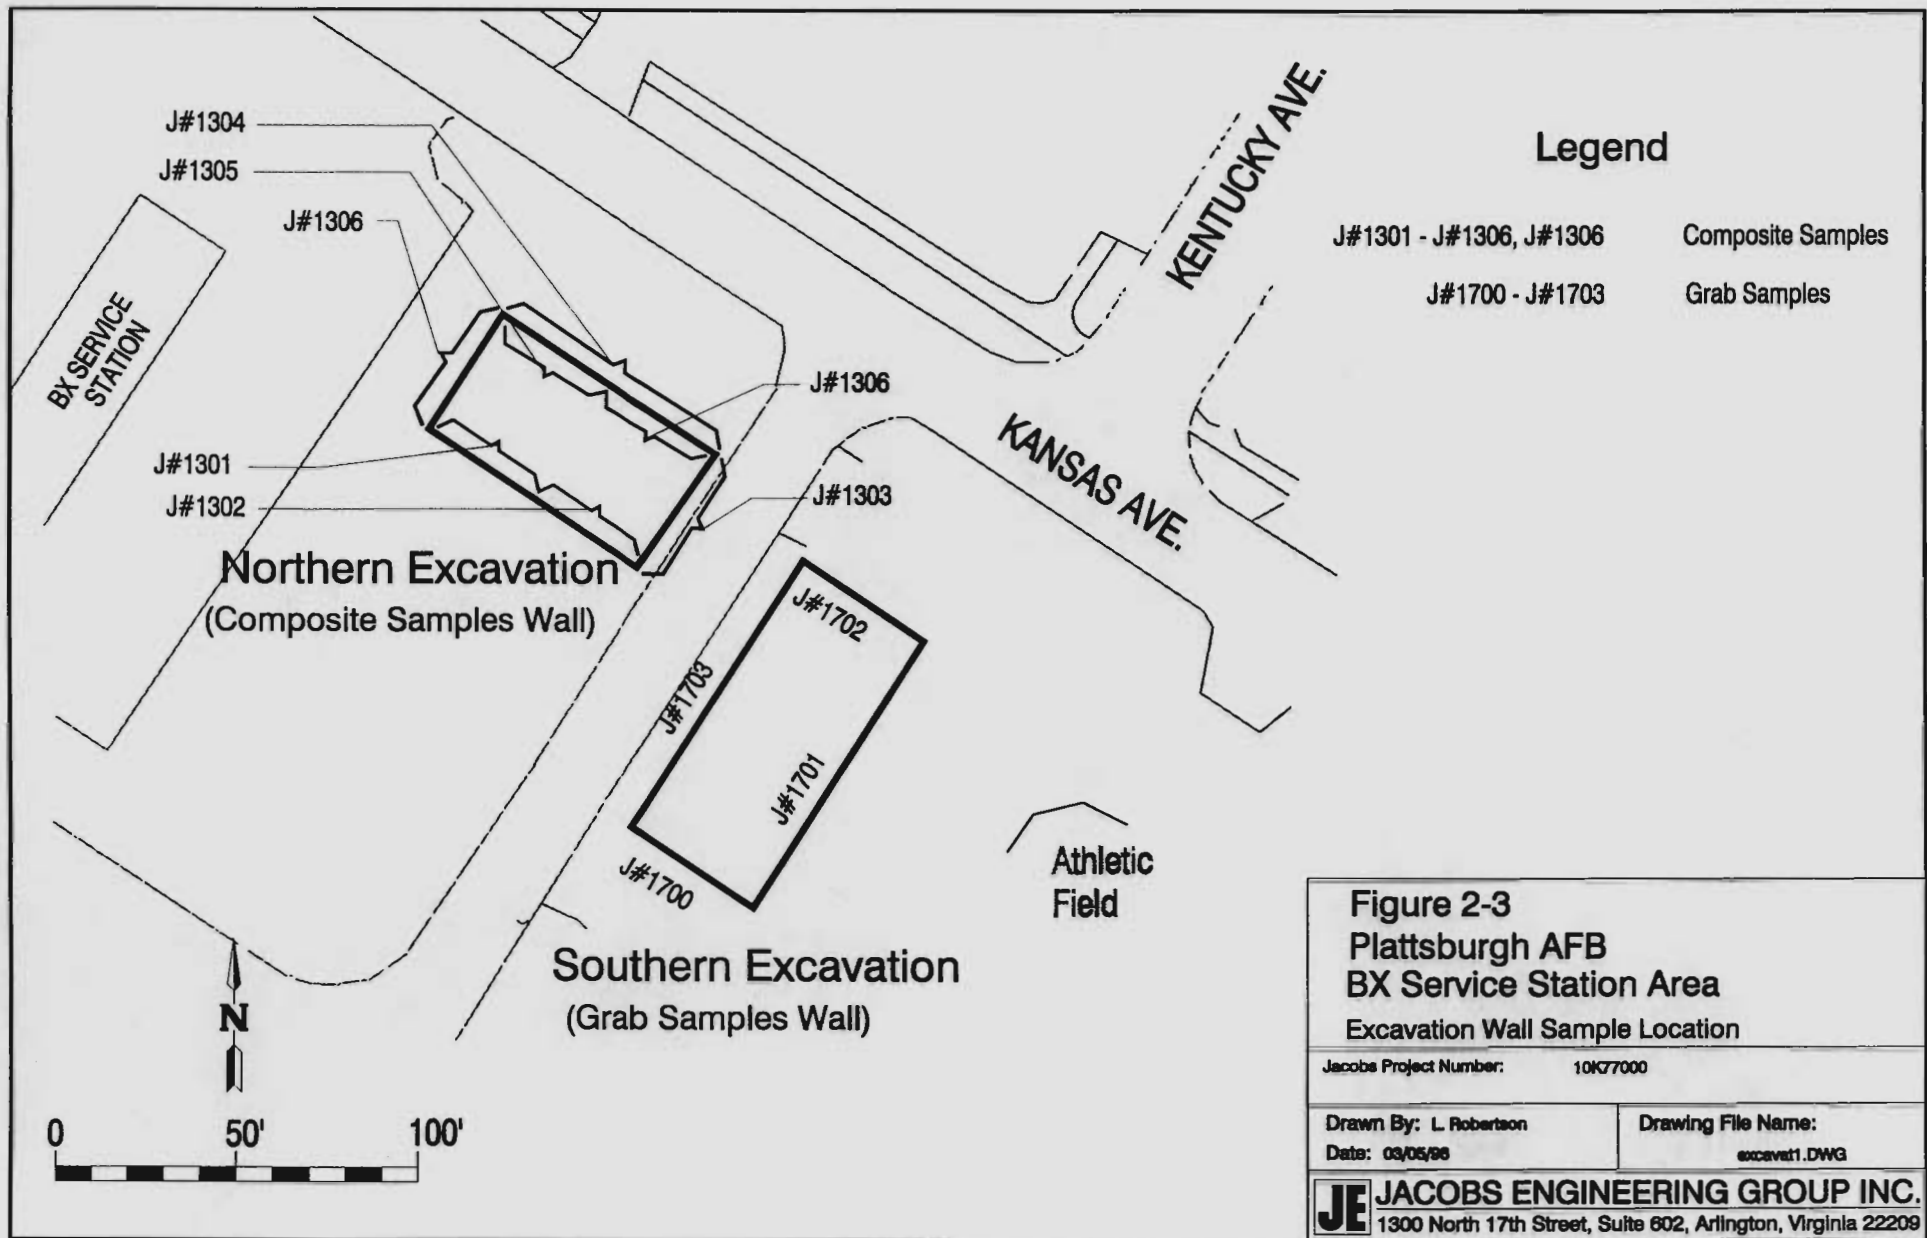 J#1304
J#1305
J#1306
BX SERVICE
STATION
J#1301
J#1302
J#1306
J#1303
KENTUCKY AVE.
KANSAS AVE.
Legend
J#1301 - J#1306, J#1306 Composite Samples
J#1700 - J#1703 Grab Samples
Northern Excavation
(Composite Samples Wall)
J#1702
J#1703
J#1701
J#1700
Athletic
Field
Southern Excavation
(Grab Samples Wall)
N
0 50' 100'
Figure 2-3
Plattsburgh AFB
BX Service Station Area
Excavation Wall Sample Location
Jacobs Project Number: 10K77000
Drawn By: L. Robertson
Date: 03/05/96
Drawing File Name:
excavat1.DWG
JE JACOBS ENGINEERING GROUP INC.
1300 North 17th Street, Suite 602, Arlington, Virginia 22209